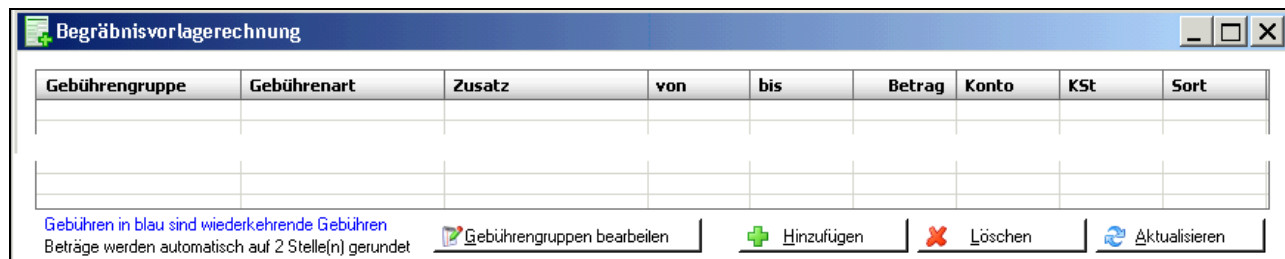 Begräbnisvorlagerechnung
Gebührengruppe Gebührenart Zusatz von bis Betrag Konto KSt Sort
Gebühren in blau sind wiederkehrende Gebühren
Beträge werden automatisch auf 2 Stelle(n) gerundet
Gebührengruppen bearbeiten Hinzufügen Löschen Aktualisieren